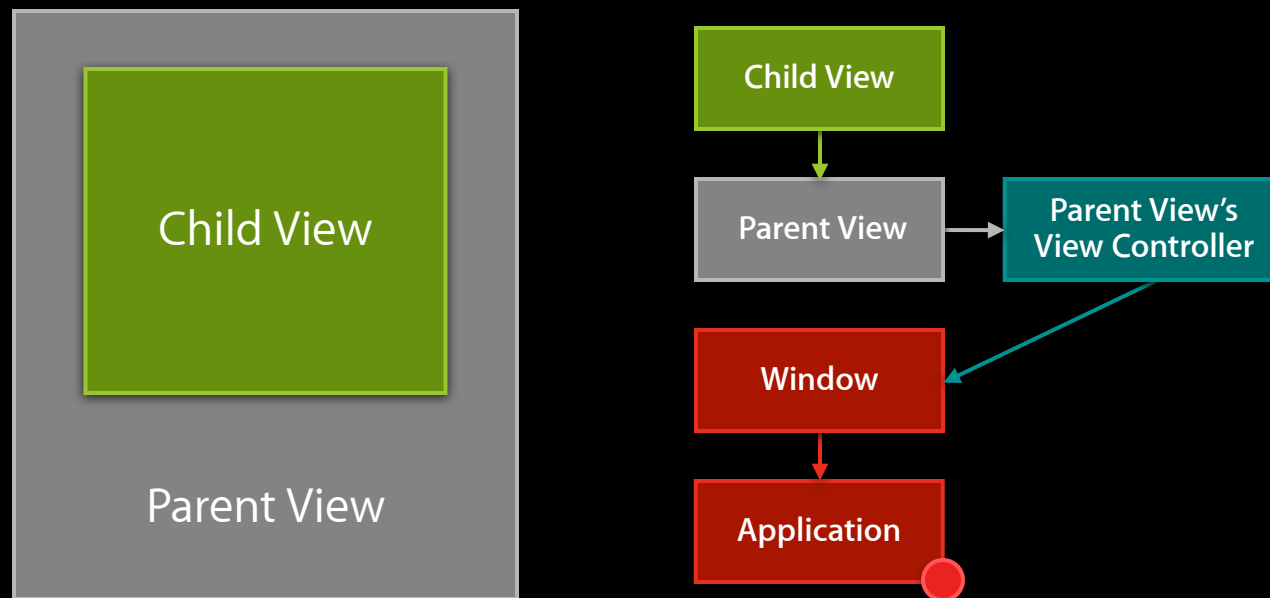 Child View
Parent View
Child View
Parent View
Parent View’s
View Controller
Window
Application